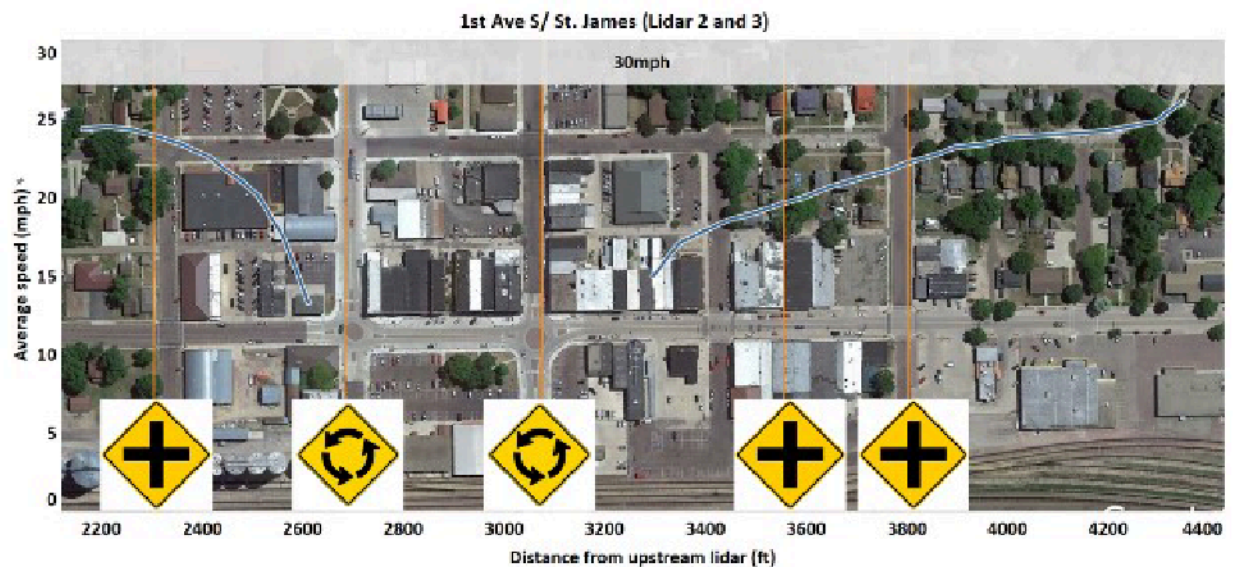 1st Ave S/ St. James (Lidar 2 and 3)
30mph
30
25
20
15
10
5
0
Average speed (mph)
2200 2400 2600 2800 3000 3200 3400 3600 3800 4000 4200 4400
Distance from upstream lidar (ft)